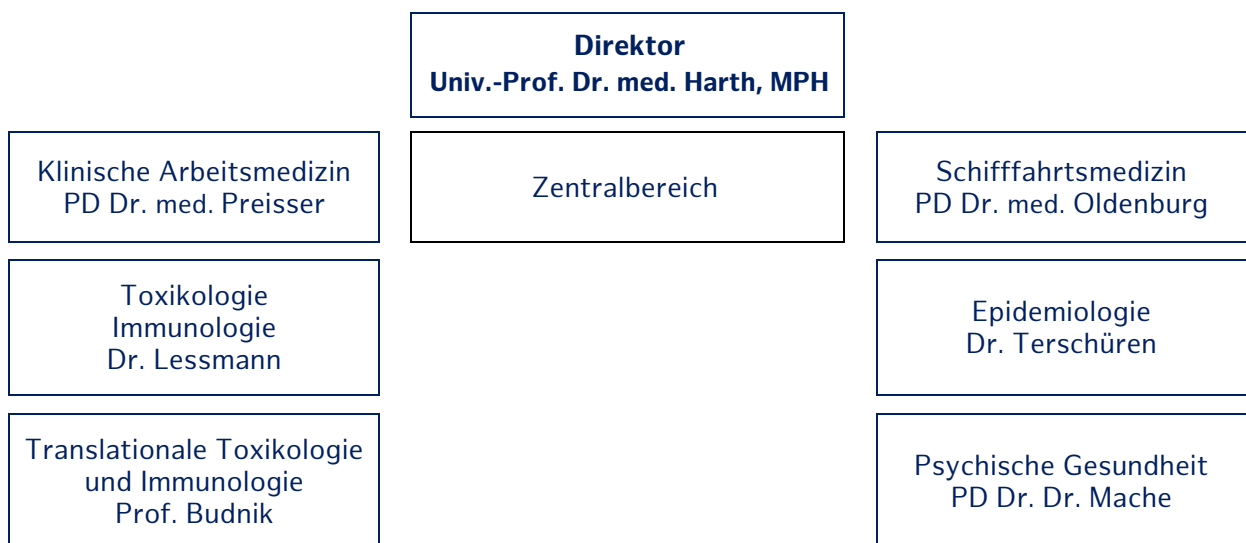 Direktor
Univ.-Prof. Dr. med. Harth, MPH
Klinische Arbeitsmedizin
PD Dr. med. Preisser
Zentralbereich
Schifffahrtsmedizin
PD Dr. med. Oldenburg
Toxikologie
Immunologie
Dr. Lessmann
Epidemiologie
Dr. Terschüren
Translationale Toxikologie
und Immunologie
Prof. Budnik
Psychische Gesundheit
PD Dr. Dr. Mache